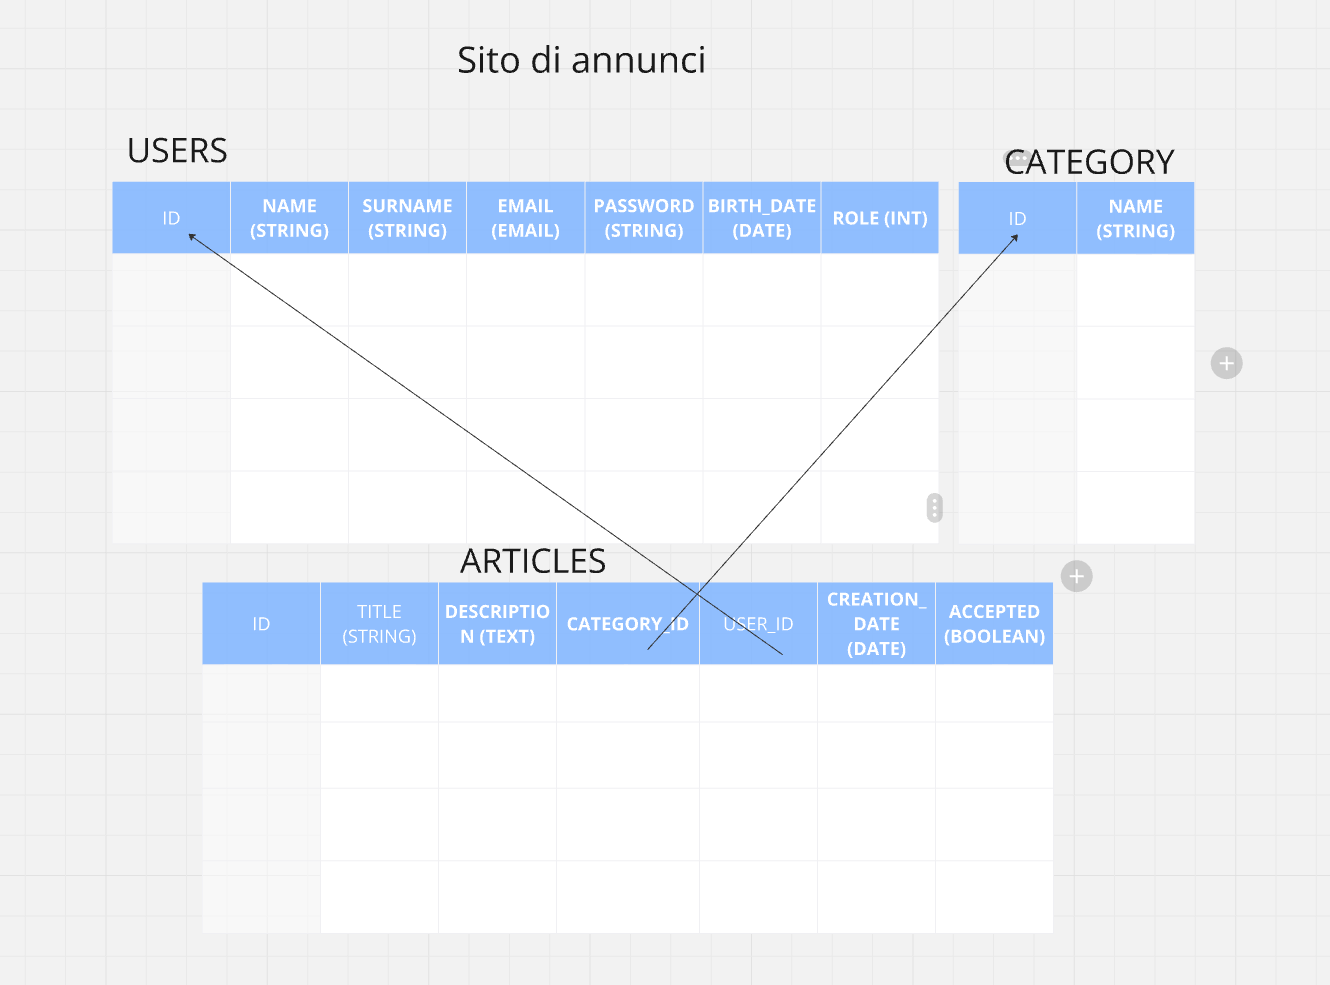 Sito di annunci
USERS
CATEGORY
ID
NAME
(STRING)
SURNAME
(STRING)
EMAIL
(EMAIL)
PASSWORD
(STRING)
BIRTH_DATE
(DATE)
ROLE (INT)
ID
NAME
(STRING)
ARTICLES
ID
TITLE
(STRING)
DESCRIPTIO
N (TEXT)
CATEGORY_ID
USER_ID
CREATION_
DATE
(DATE)
ACCEPTED
(BOOLEAN)